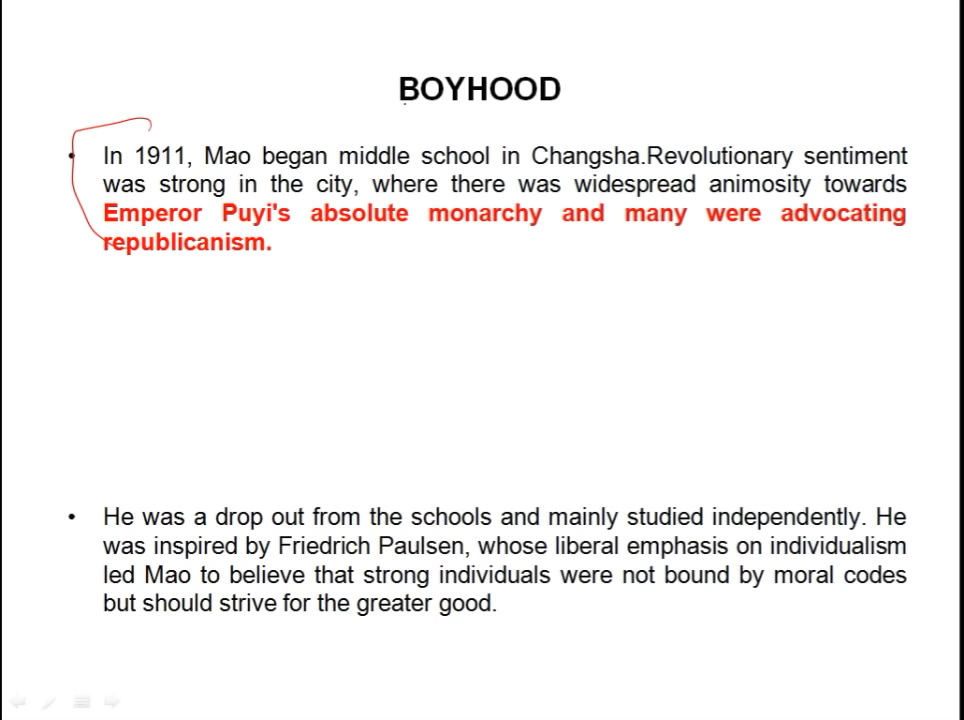 BOYHOOD
• In 1911, Mao began middle school in Changsha.Revolutionary sentiment
was strong in the city, where there was widespread animosity towards
Emperor Puyi's absolute monarchy and many were advocating
republicanism.
• He was a drop out from the schools and mainly studied independently. He
was inspired by Friedrich Paulsen, whose liberal emphasis on individualism
led Mao to believe that strong individuals were not bound by moral codes
but should strive for the greater good.